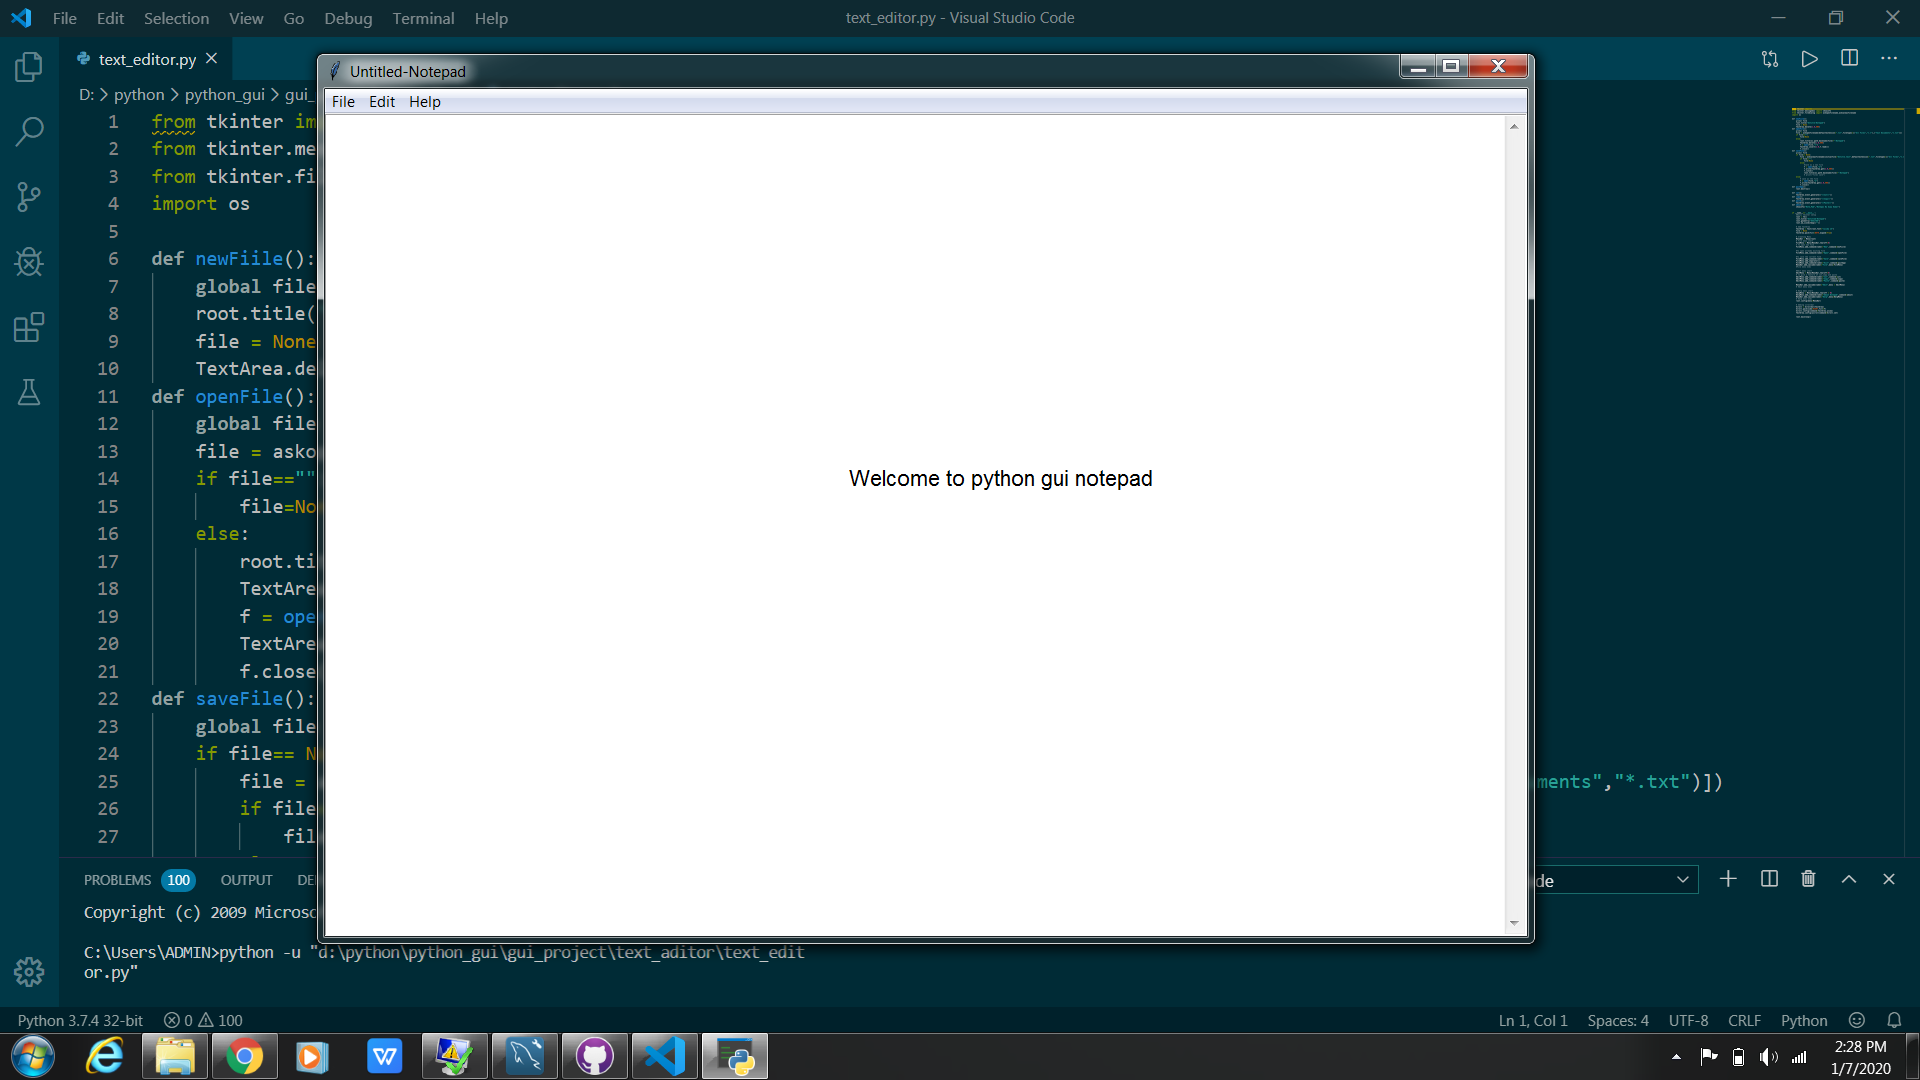 File Edit Selection View Go Debug Terminal Help
text_editor.py - Visual Studio Code
text_editor.py
D: > python > python_gui > gui_
Untitled-Notepad
File Edit Help
Welcome to python gui notepad
1 from tkinter im
2 from tkinter.me
3 from tkinter.fi
4 import os
5
6 def newFiile():
7 global file
8 root.title(
9 file = None
10 TextArea.de
11 def openFile():
12 global file
13 file = asko
14 if file==""
15 file=No
16 else:
17 root.ti
18 TextAre
19 f = ope
20 TextAre
21 f.close
22 def saveFile():
23 global file
24 if file== N
25 file = ments","*.txt")])
26 if file
27 fil
PROBLEMS 100 OUTPUT DE
de
Copyright (c) 2009 Microso
C:\Users\ADMIN>python -u "d:\python\python_gui\gui_project\text_aditor\text_edit
or.py"
Python 3.7.4 32-bit 0 100
Ln 1, Col 1 Spaces: 4 UTF-8 CRLF Python
2:28 PM
1/7/2020